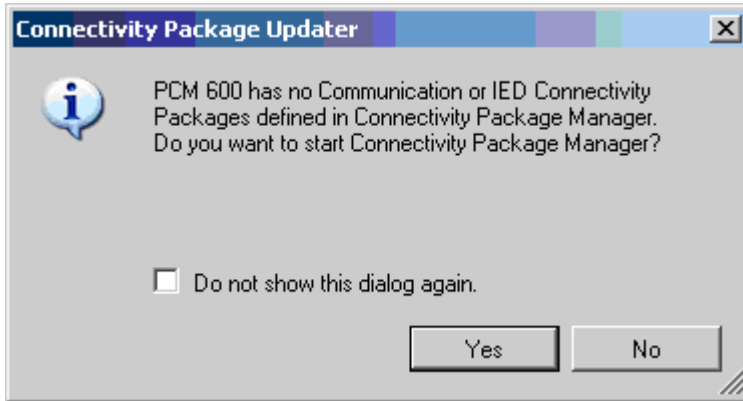 Connectivity Package Updater
PCM 600 has no Communication or IED Connectivity
Packages defined in Connectivity Package Manager.
Do you want to start Connectivity Package Manager?
Do not show this dialog again.
Yes
No